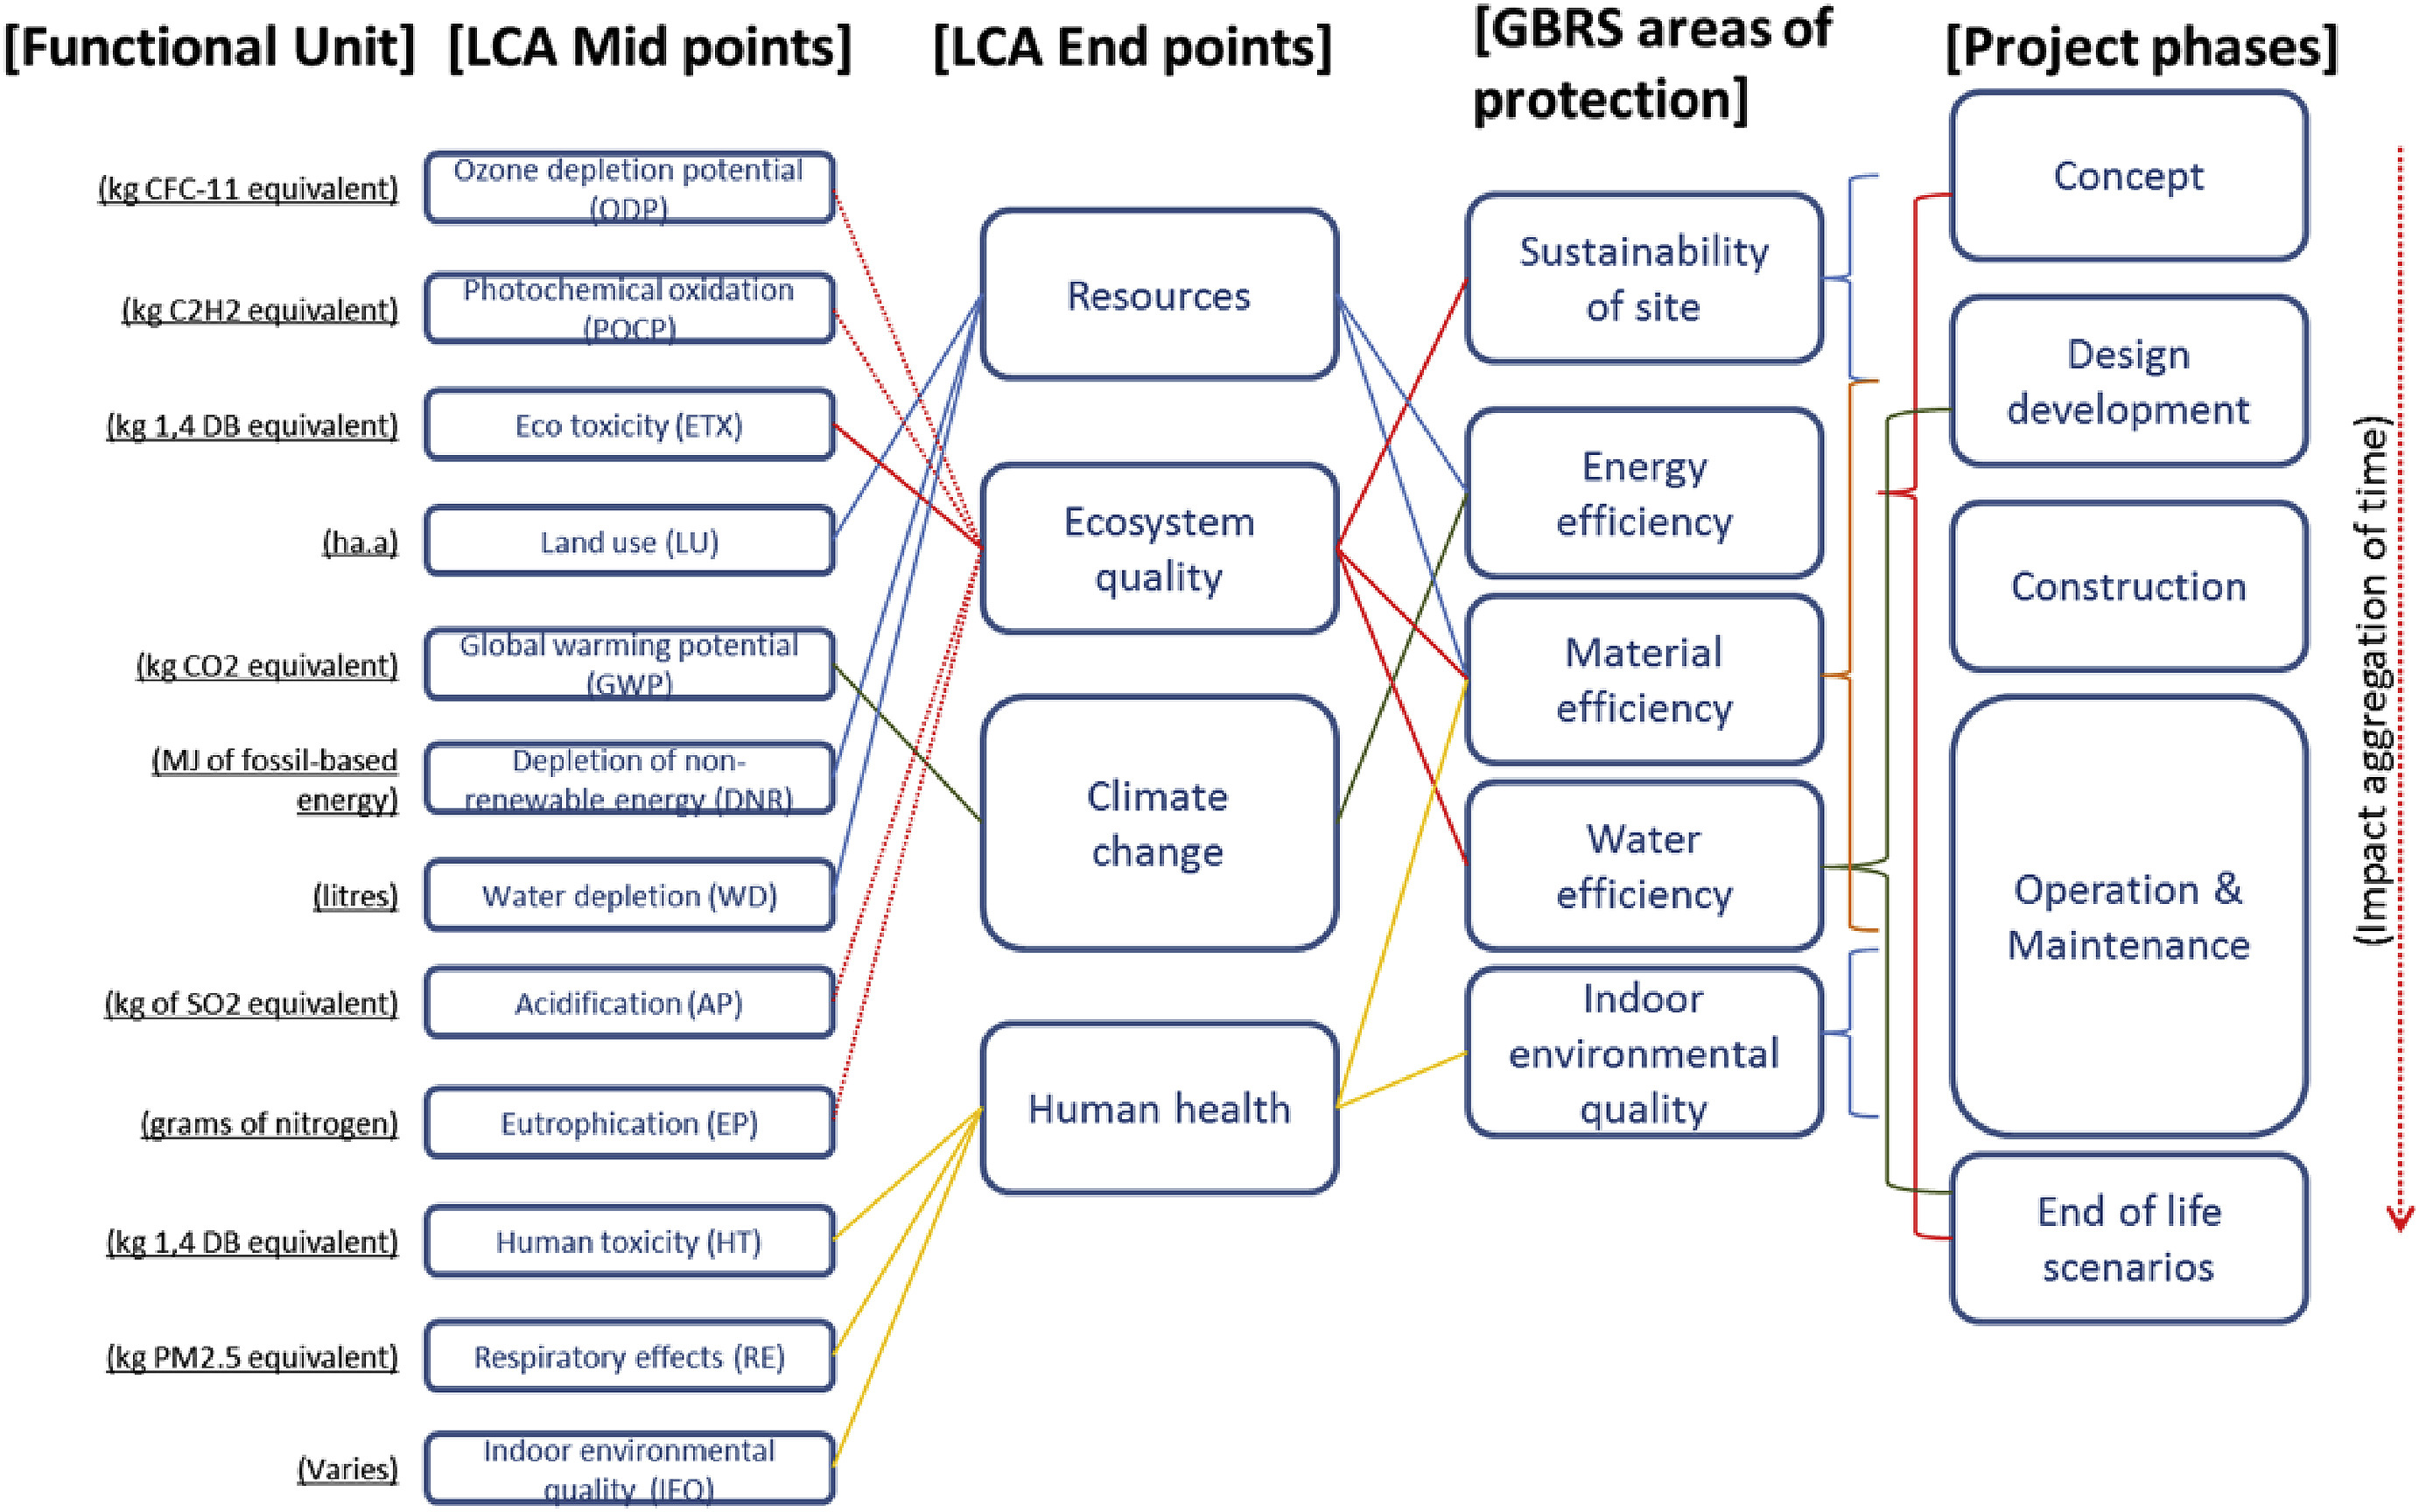 [Functional Unit]
[LCA Mid points]
[LCA End points]
[GBRS areas of
protection]
[Project phases]
(kg CFC-11 equivalent)
(kg C2H2 equivalent)
(kg 1,4 DB equivalent)
(ha.a)
(kg CO2 equivalent)
(MJ of fossil-based
energy)
(litres)
(kg of SO2 equivalent)
(grams of nitrogen)
(kg 1,4 DB equivalent)
(kg PM2.5 equivalent)
(Varies)
Ozone depletion potential
(ODP)
Photochemical oxidation
(POCP)
Eco toxicity (ETX)
Land use (LU)
Global warming potential
(GWP)
Depletion of non-
renewable energy (DNR)
Water depletion (WD)
Acidification (AP)
Eutrophication (EP)
Human toxicity (HT)
Respiratory effects (RE)
Indoor environmental
quality (IEQ)
Resources
Ecosystem
quality
Climate
change
Human health
Sustainability
of site
Energy
efficiency
Material
efficiency
Water
efficiency
Indoor
environmental
quality
Concept
Design
development
Construction
Operation &
Maintenance
End of life
scenarios
(Impact aggregation of time)